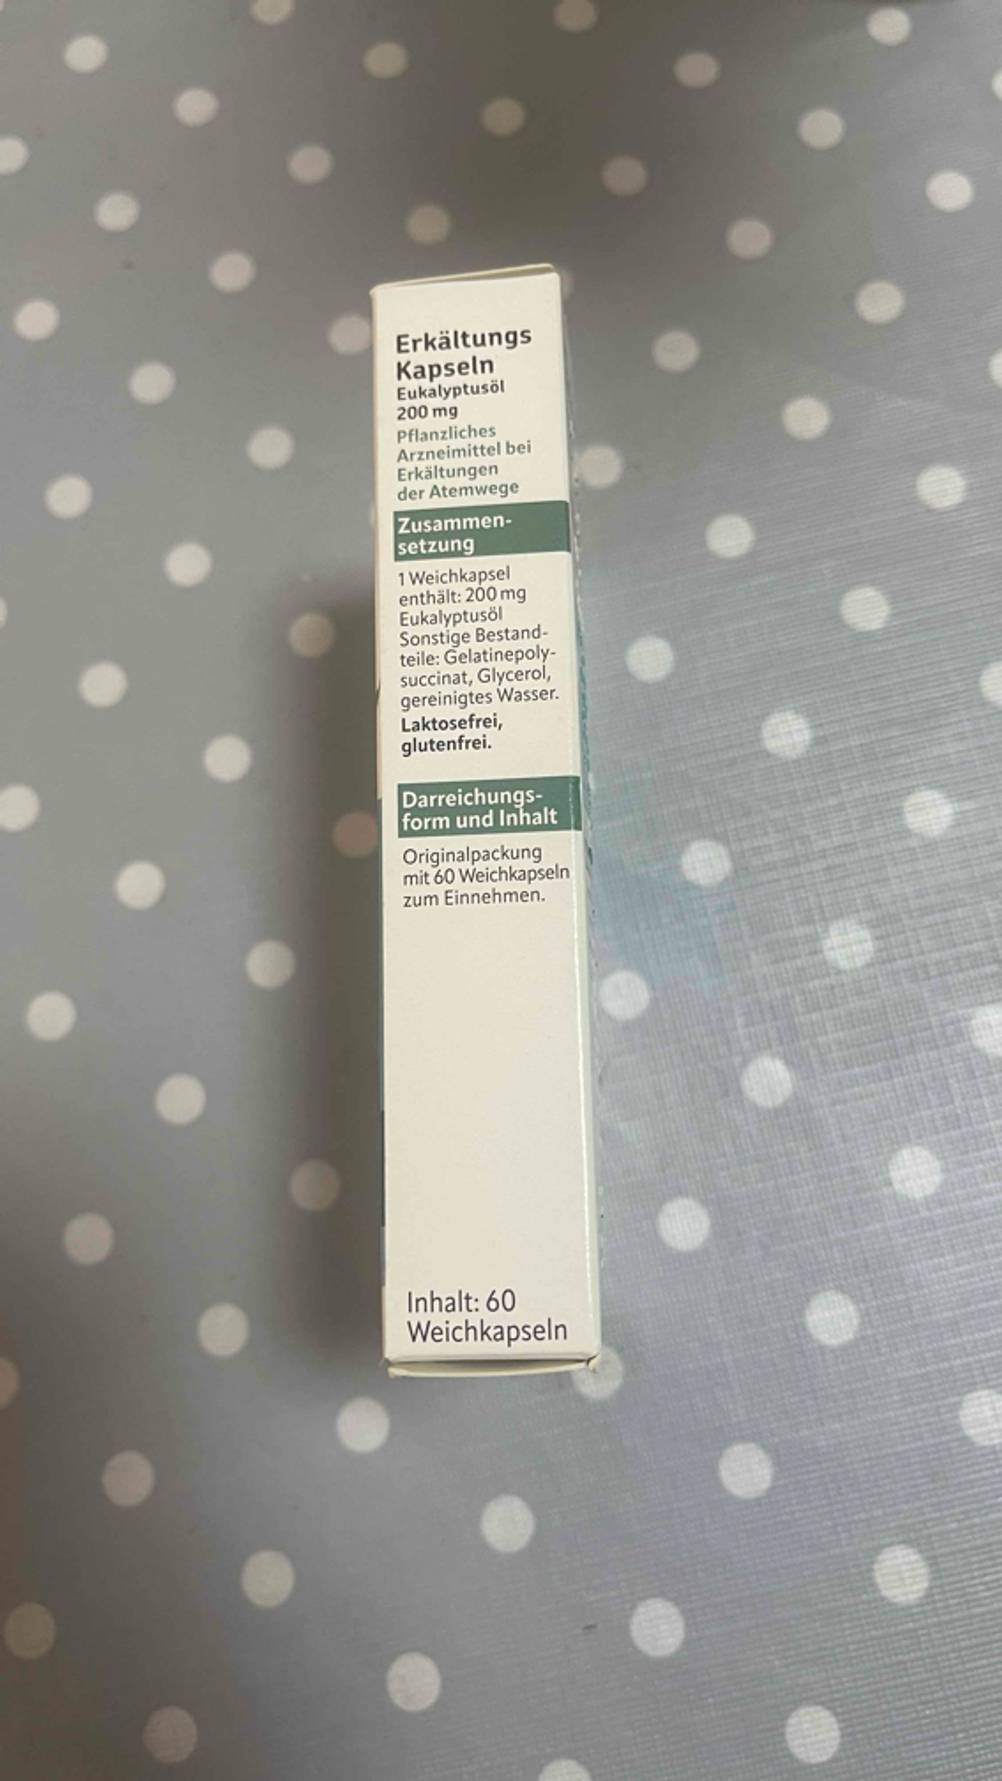 Erkältungs
Kapseln
Eukalyptusöl
200 mg
Pflanzliches
Arzneimittel bei
Erkältungen
der Atemwege
Zusammen-
setzung
1 Weichkapsel
enthält: 200 mg
Eukalyptusöl
Sonstige Bestand-
teile: Gelatinepoly-
succinat, Glycerol,
gereinigtes Wasser.
Laktosefrei,
glutenfrei.
Darreichungs-
form und Inhalt
Originalpackung
mit 60 Weichkapseln
zum Einnehmen.
Inhalt: 60
Weichkapseln